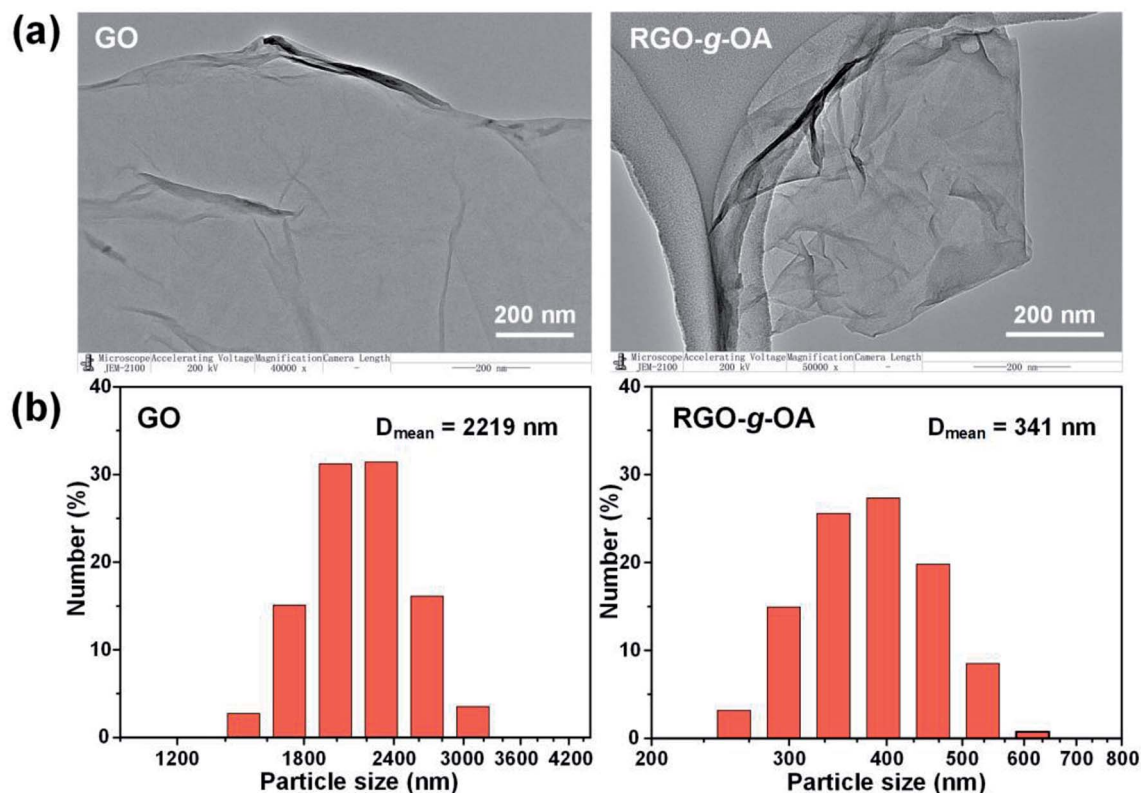 (a)
GO
200 nm
Microscope Accelerating Voltage Magnification Camera Length
JEM-2100 200 kV 40000 x - 200 nm
RGO-g-OA
200 nm
Microscope Accelerating Voltage Magnification Camera Length
JEM-2100 200 kV 50000 x - 200 nm
(b)
GO
D mean = 2219 nm
Number (%)
40
30
20
10
0
1200 1800 2400 3000 3600 4200
Particle size (nm)
RGO-g-OA
D mean = 341 nm
Number (%)
40
30
20
10
0
200 300 400 500 600 700 800
Particle size (nm)